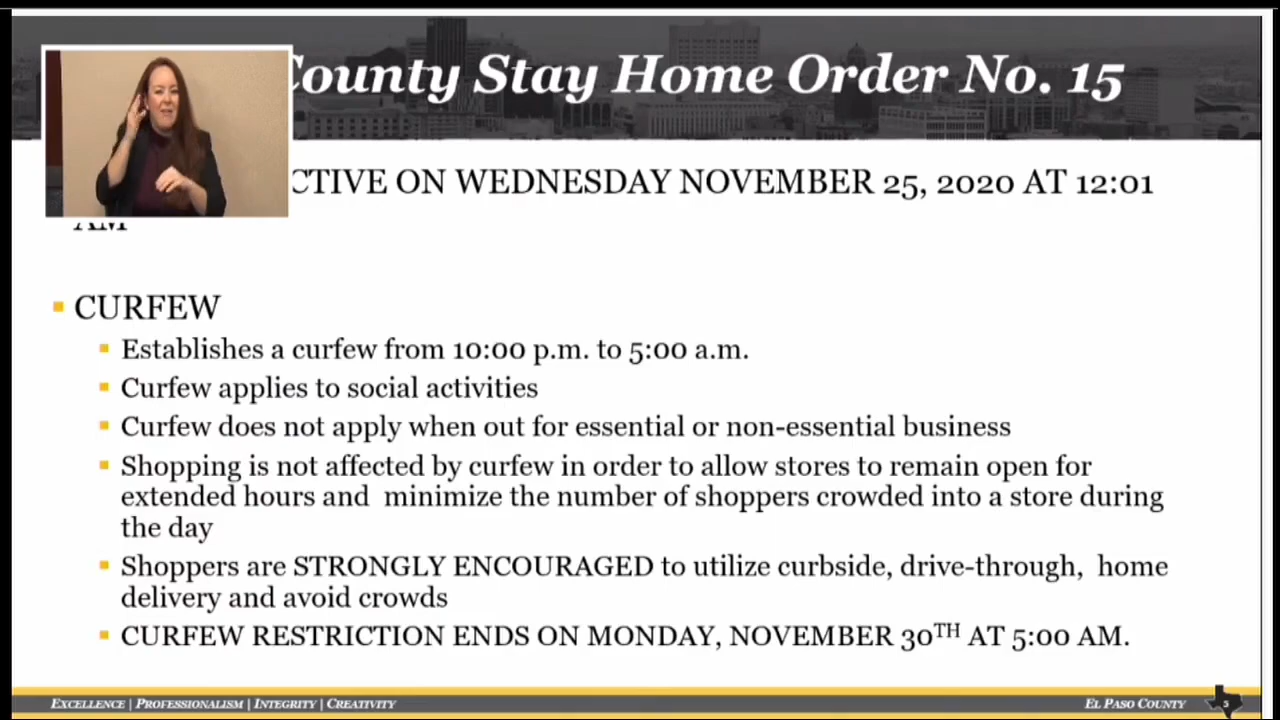 County Stay Home Order No. 15
CTIVE ON WEDNESDAY NOVEMBER 25, 2020 AT 12:01
AM
CURFEW
Establishes a curfew from 10:00 p.m. to 5:00 a.m.
Curfew applies to social activities
Curfew does not apply when out for essential or non-essential business
Shopping is not affected by curfew in order to allow stores to remain open for
extended hours and minimize the number of shoppers crowded into a store during
the day
Shoppers are STRONGLY ENCOURAGED to utilize curbside, drive-through, home
delivery and avoid crowds
CURFEW RESTRICTION ENDS ON MONDAY, NOVEMBER 30TH AT 5:00 AM.
EXCELLENCE | PROFESSIONALISM | INTEGRITY | CREATIVITY
EL PASO COUNTY 5